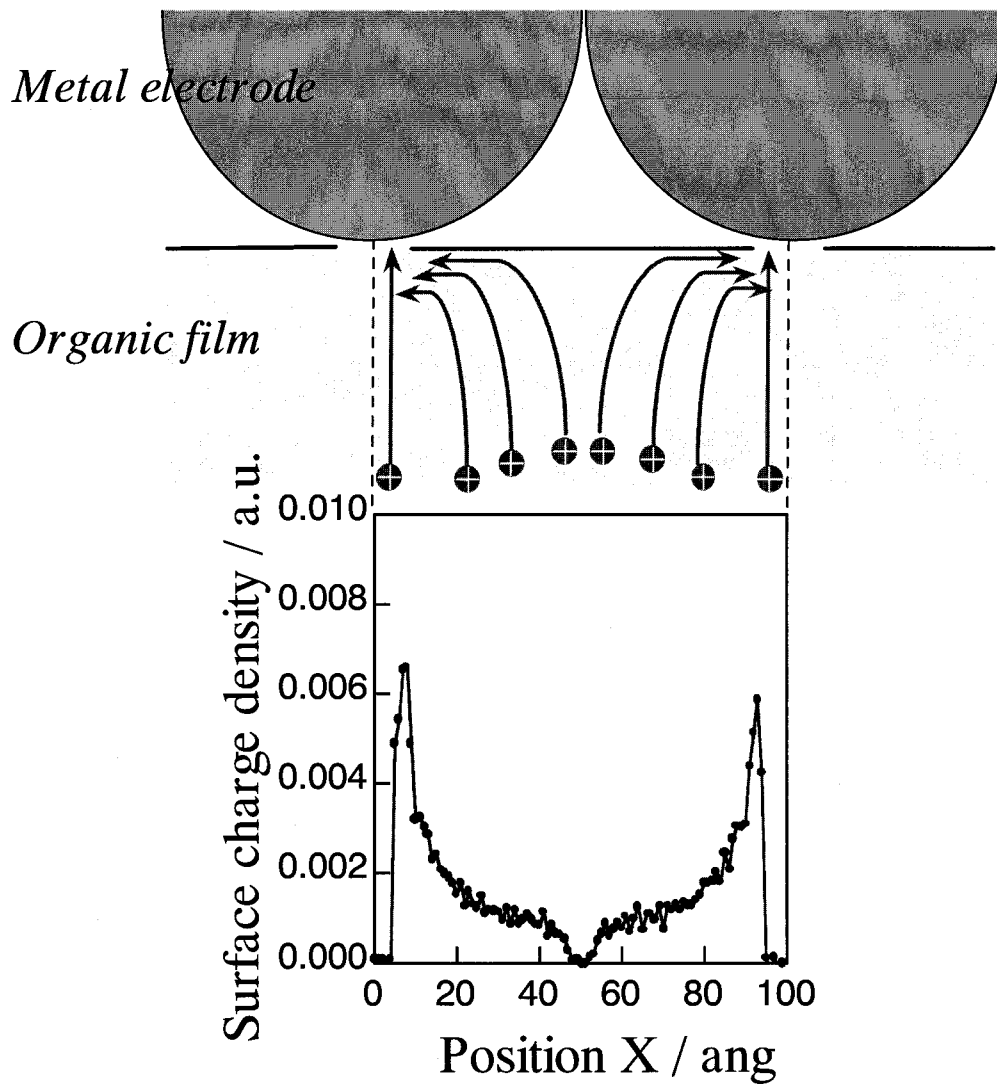 Metal electrode
Organic film
Surface charge density / a.u.
0.010
0.008
0.006
0.004
0.002
0.000
0 20 40 60 80 100
Position X / ang